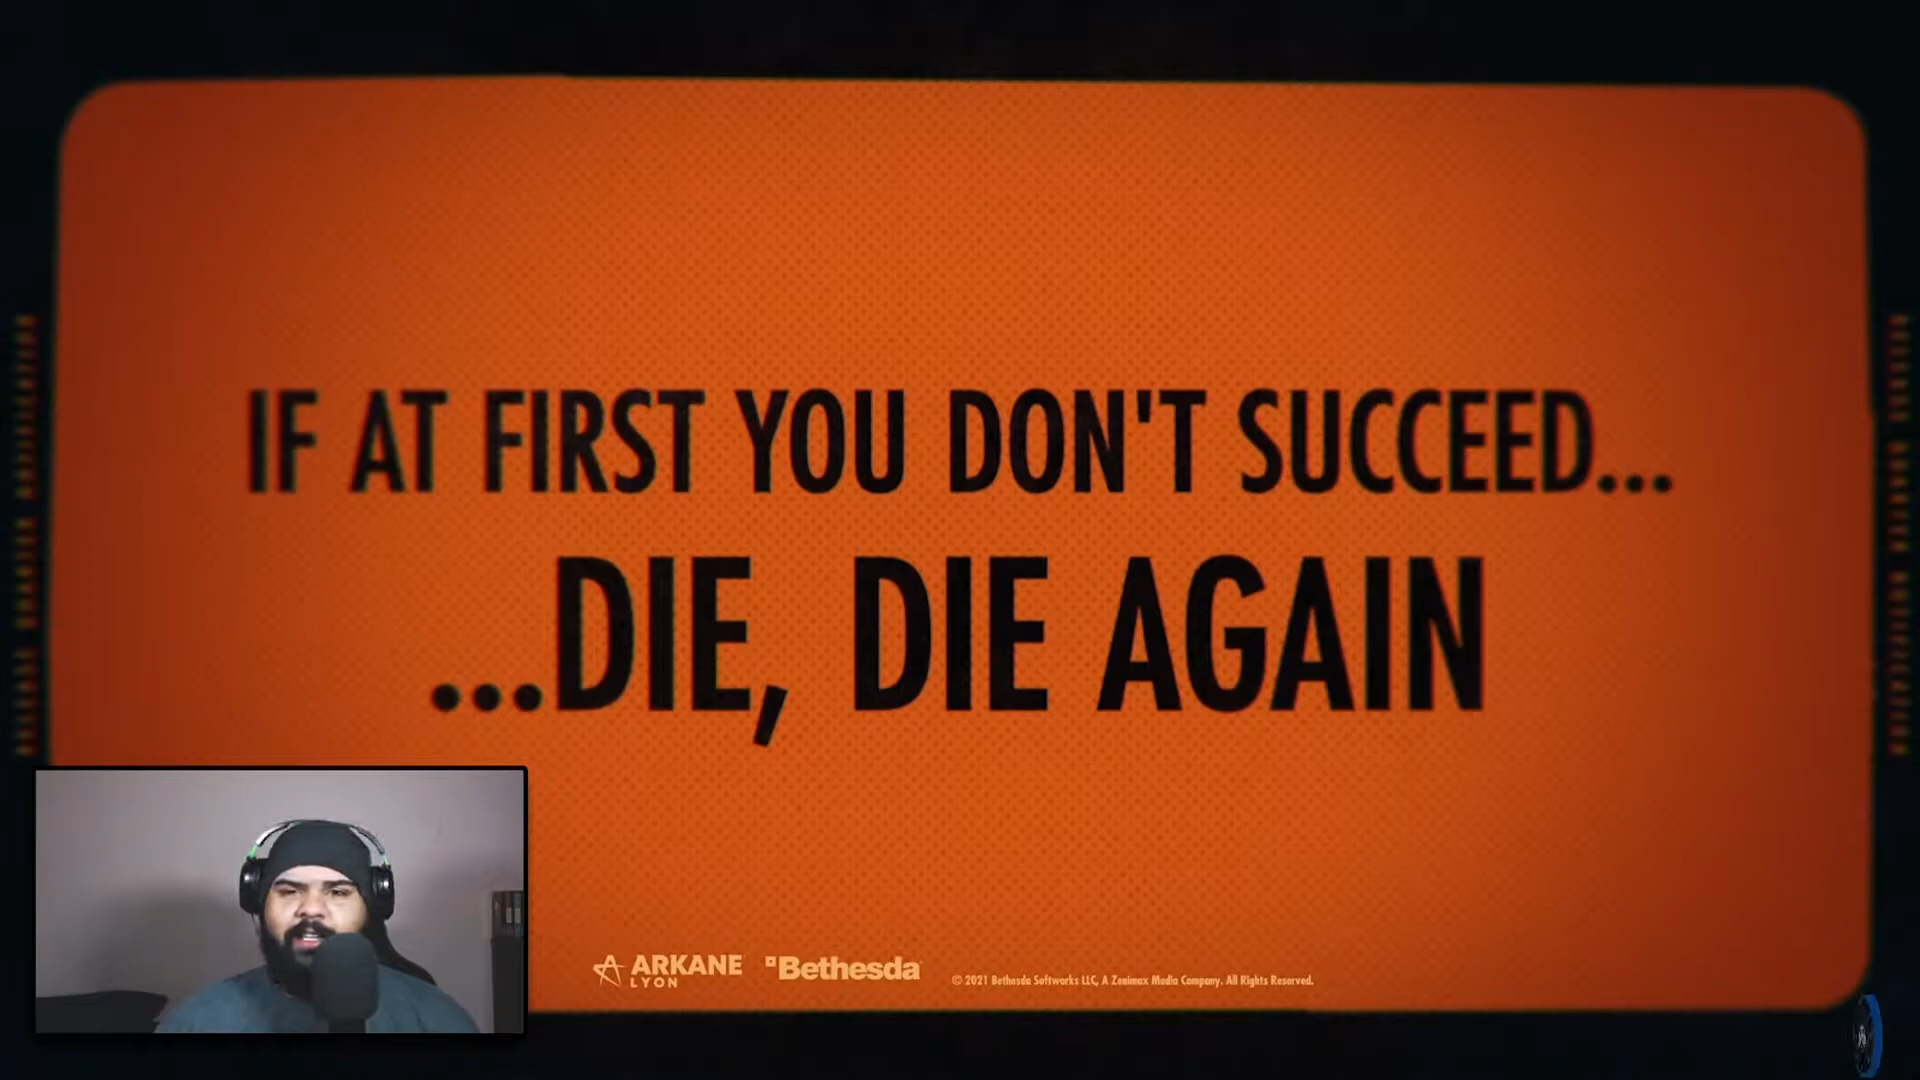 IF AT FIRST YOU DON'T SUCCEED...
...DIE, DIE AGAIN
ARKANE
LYON
Bethesda
© 2021 Bethesda Softworks LLC, A Zenimax Media Company. All Rights Reserved.